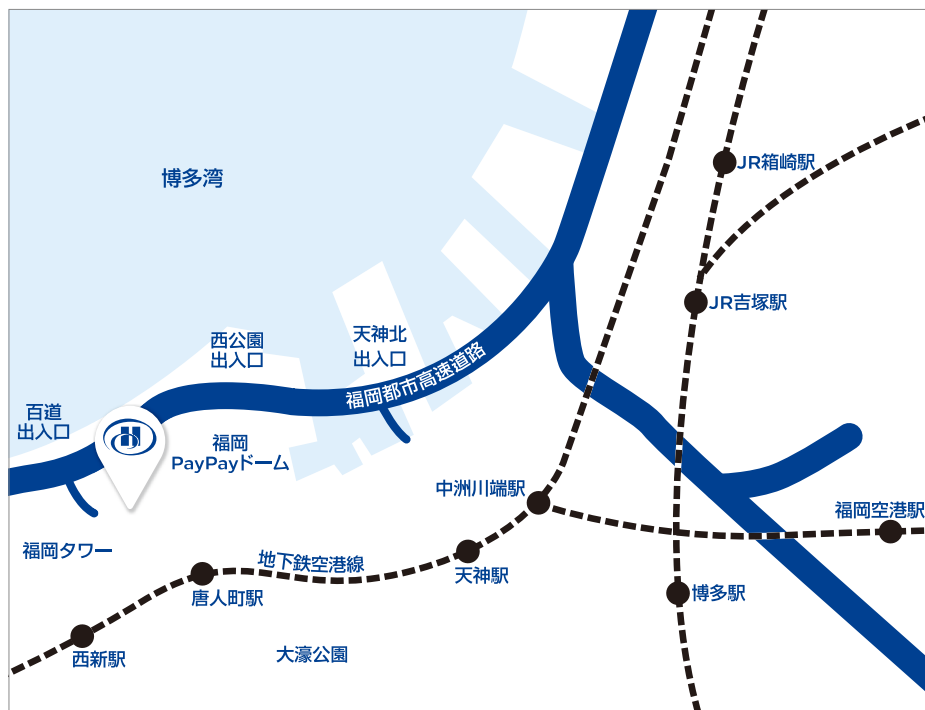 JR箱崎駅
博多湾
JR吉塚駅
西公園
出入口
天神北
出入口
福岡都市高速道路
百道
出入口
福岡
PayPayドーム
中洲川端駅
福岡空港駅
福岡タワー
地下鉄空港線
天神駅
唐人町駅
博多駅
西新駅
大濠公園